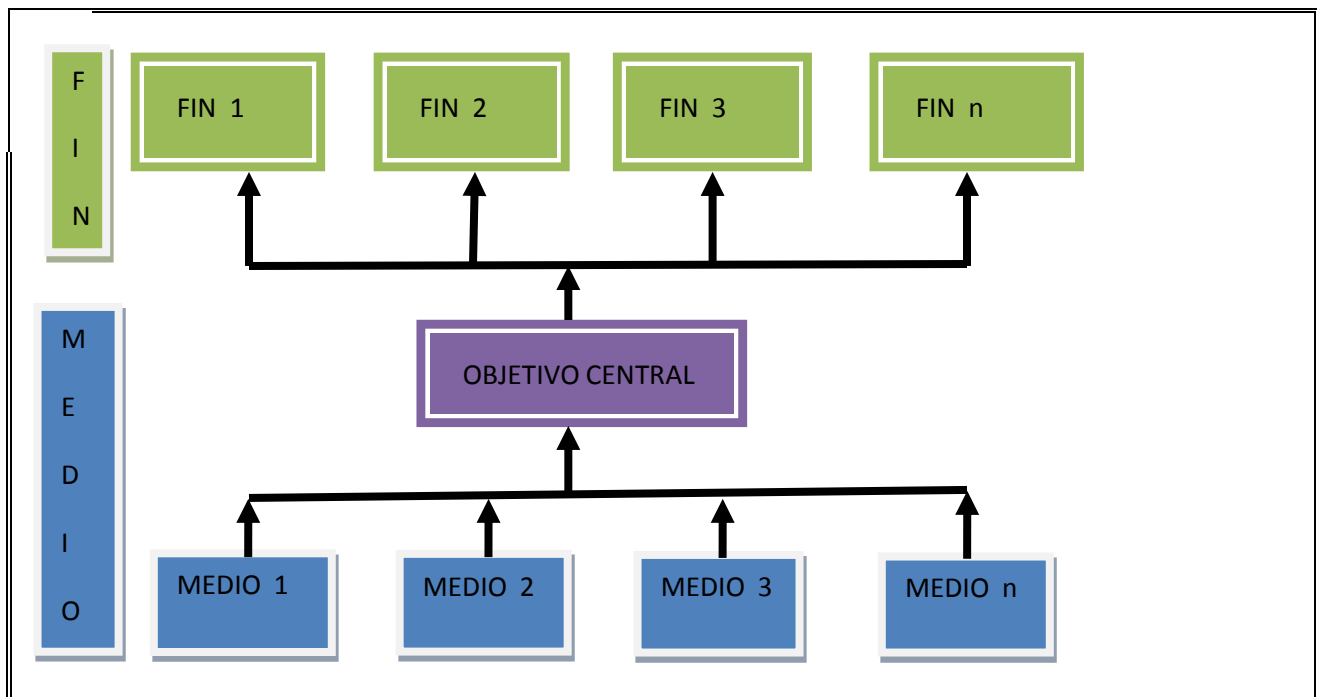 F
I
N
FIN 1
FIN 2
FIN 3
FIN n
M
E
D
I
O
OBJETIVO CENTRAL
MEDIO 1
MEDIO 2
MEDIO 3
MEDIO n